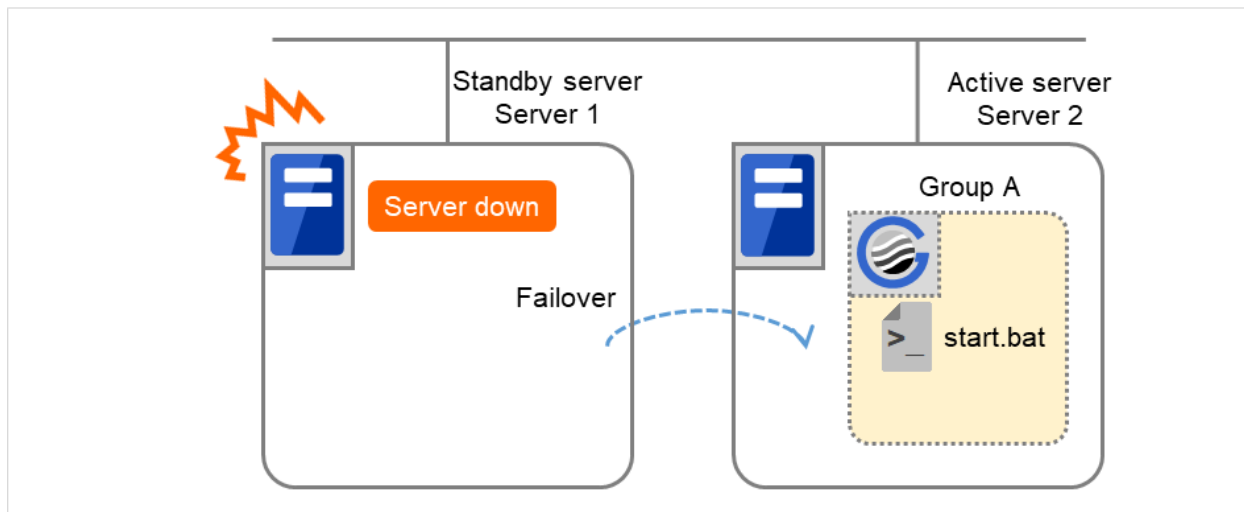 Standby server
Server 1
Active server
Server 2
Server down
Group A
Failover
>_ start.bat